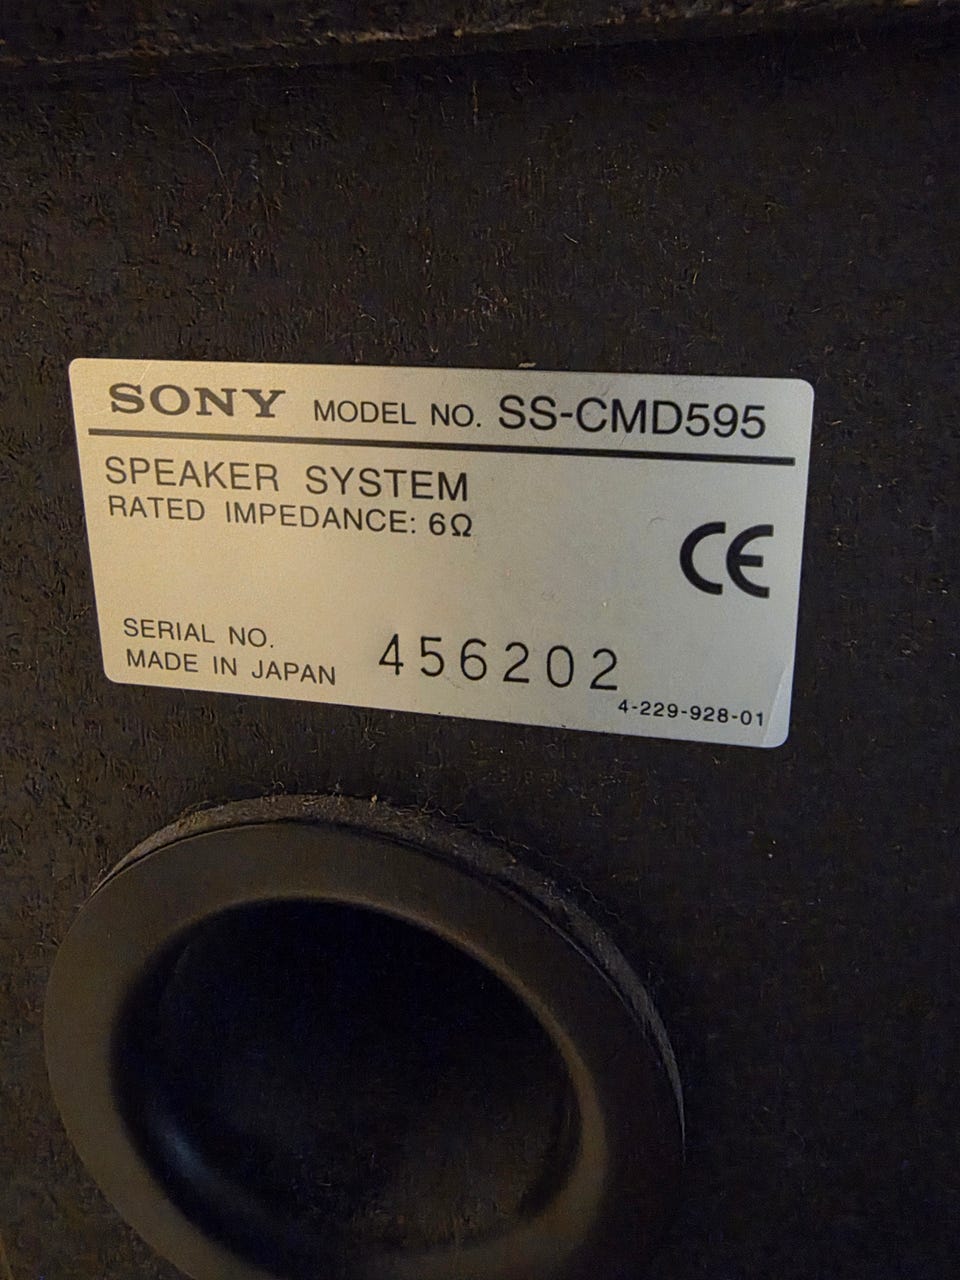 SONY MODEL NO. SS-CMD595
SPEAKER SYSTEM
RATED IMPEDANCE: 6Ω
CE
SERIAL NO. 456202
MADE IN JAPAN
4-229-928-01